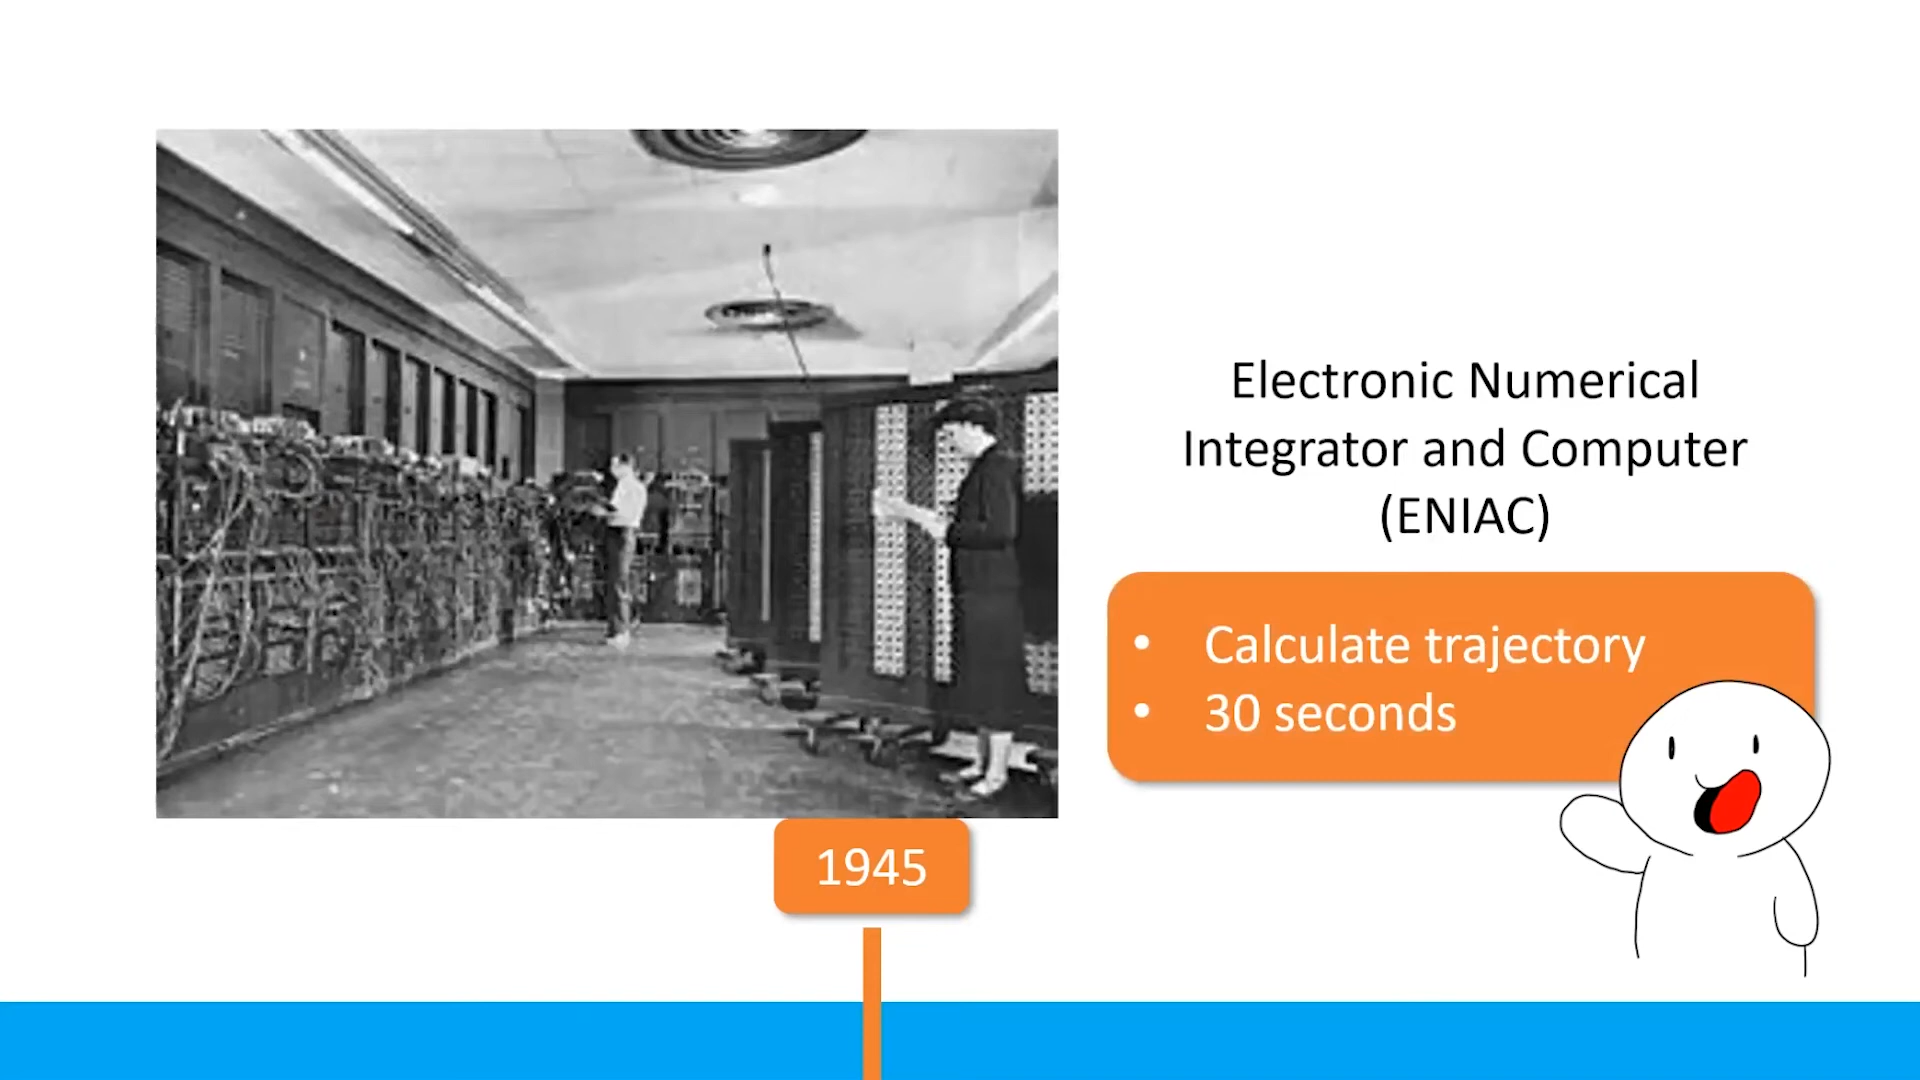 Electronic Numerical
Integrator and Computer
(ENIAC)
• Calculate trajectory
• 30 seconds
1945